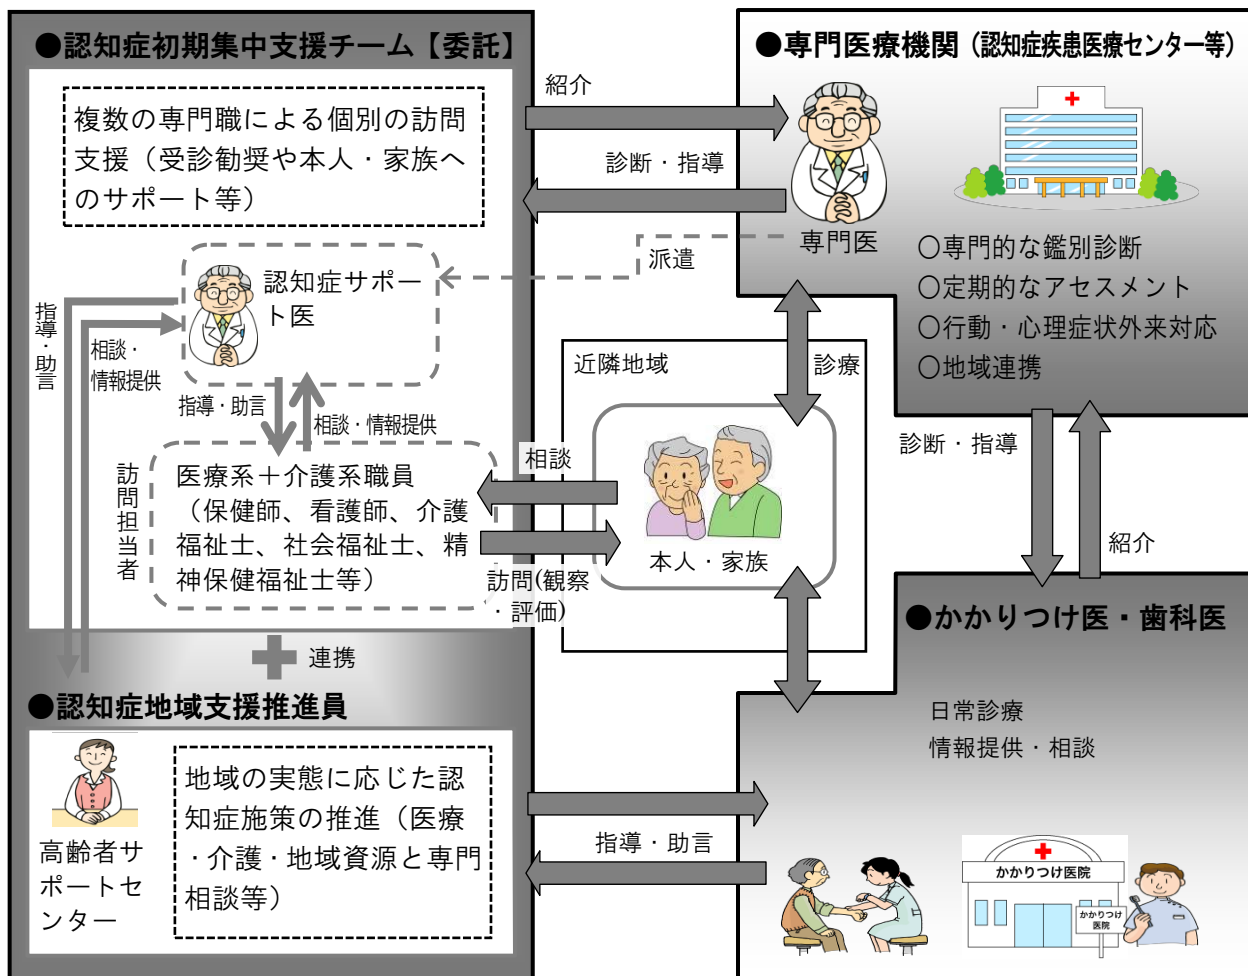 ●認知症初期集中支援チーム【委託】
複数の専門職による個別の訪問
支援（受診勧奨や本人・家族へ
のサポート等）
認知症サポー
ト医
指導・助言
相談・
情報提供
指導・助言
相談・情報提供
訪問担当者
医療系＋介護系職員
（保健師、看護師、介護
福祉士、社会福祉士、精
神保健福祉士等）
連携
●認知症地域支援推進員
高齢者サ
ポートセ
ンター
地域の実態に応じた認
知症施策の推進（医療
・介護・地域資源と専門
相談等）
紹介
診断・指導
派遣
近隣地域
診療
相談
訪問(観察
・評価)
本人・家族
指導・助言
●専門医療機関（認知症疾患医療センター等）
専門医
〇専門的な鑑別診断
〇定期的なアセスメント
〇行動・心理症状外来対応
〇地域連携
診断・指導
紹介
●かかりつけ医・歯科医
日常診療
情報提供・相談
かかりつけ医院
かかりつけ
医院